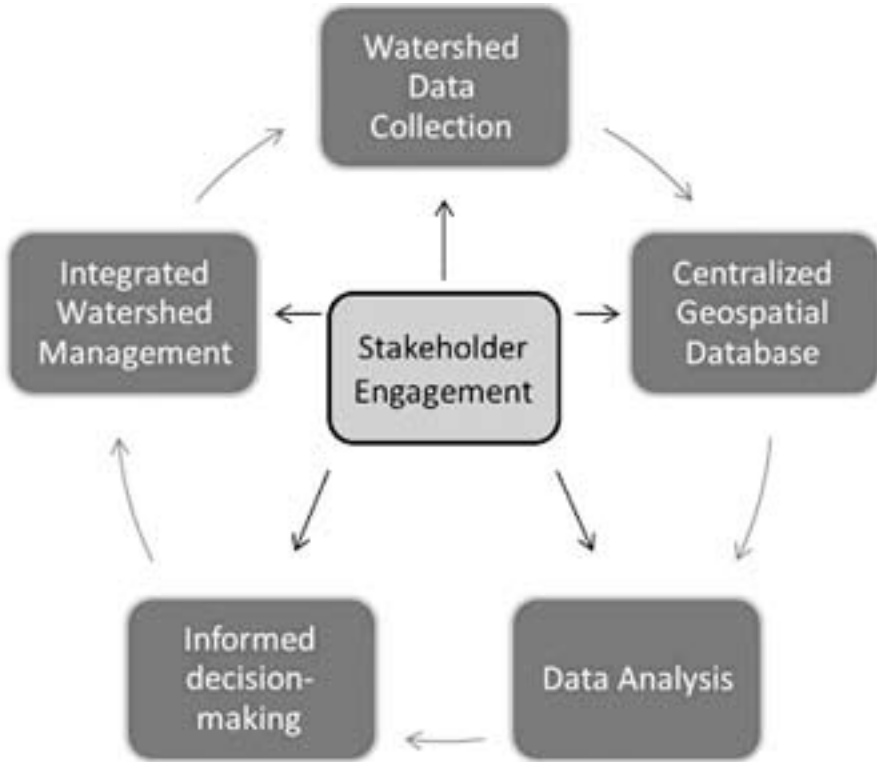 Watershed
Data
Collection
Integrated
Watershed
Management
Stakeholder
Engagement
Centralized
Geospatial
Database
Informed
decision-
making
Data Analysis